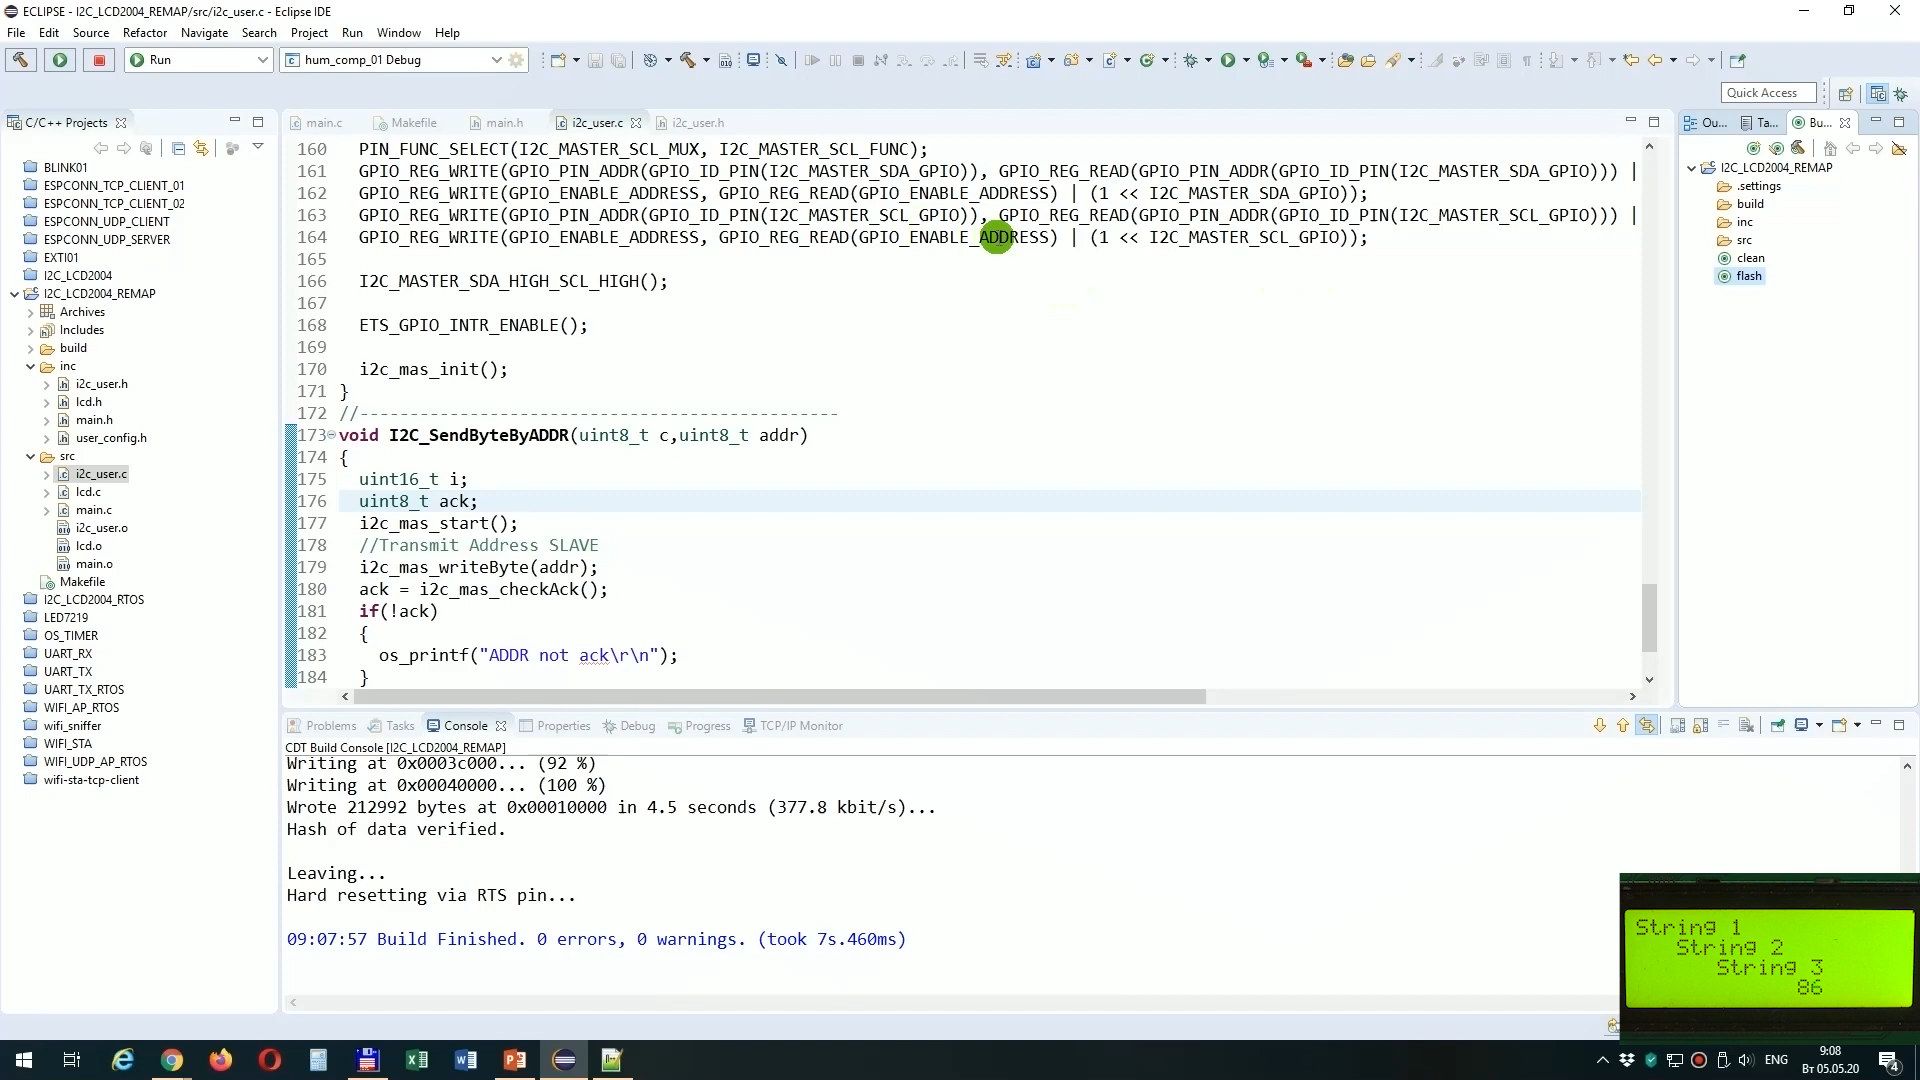 ECLIPSE - I2C_LCD2004_REMAP/src/i2c_user.c - Eclipse IDE
File Edit Source Refactor Navigate Search Project Run Window Help
Run hum_comp_01 Debug
Quick Access
C/C++ Projects
BLINK01
ESPCONN_TCP_CLIENT_01
ESPCONN_TCP_CLIENT_02
ESPCONN_UDP_CLIENT
ESPCONN_UDP_SERVER
EXTI01
I2C_LCD2004
I2C_LCD2004_REMAP
Archives
Includes
build
inc
i2c_user.h
lcd.h
main.h
user_config.h
src
i2c_user.c
lcd.c
main.c
i2c_user.o
lcd.o
main.o
Makefile
I2C_LCD2004_RTOS
LED7219
OS_TIMER
UART_RX
UART_TX
UART_TX_RTOS
WIFI_AP_RTOS
wifi_sniffer
WIFI_STA
WIFI_UDP_AP_RTOS
wifi-sta-tcp-client
main.c Makefile main.h i2c_user.c i2c_user.h
160 PIN_FUNC_SELECT(I2C_MASTER_SCL_MUX, I2C_MASTER_SCL_FUNC);
161 GPIO_REG_WRITE(GPIO_PIN_ADDR(GPIO_ID_PIN(I2C_MASTER_SDA_GPIO)), GPIO_REG_READ(GPIO_PIN_ADDR(GPIO_ID_PIN(I2C_MASTER_SDA_GPIO))) |
162 GPIO_REG_WRITE(GPIO_ENABLE_ADDRESS, GPIO_REG_READ(GPIO_ENABLE_ADDRESS) | (1 << I2C_MASTER_SDA_GPIO));
163 GPIO_REG_WRITE(GPIO_PIN_ADDR(GPIO_ID_PIN(I2C_MASTER_SCL_GPIO)), GPIO_REG_READ(GPIO_PIN_ADDR(GPIO_ID_PIN(I2C_MASTER_SCL_GPIO))) |
164 GPIO_REG_WRITE(GPIO_ENABLE_ADDRESS, GPIO_REG_READ(GPIO_ENABLE_ADDRESS) | (1 << I2C_MASTER_SCL_GPIO));
165
166 I2C_MASTER_SDA_HIGH_SCL_HIGH();
167
168 ETS_GPIO_INTR_ENABLE();
169
170 i2c_mas_init();
171 }
172 //------------------------------------------------
173 void I2C_SendByteByADDR(uint8_t c,uint8_t addr)
174 {
175 uint16_t i;
176 uint8_t ack;
177 i2c_mas_start();
178 //Transmit Address SLAVE
179 i2c_mas_writeByte(addr);
180 ack = i2c_mas_checkAck();
181 if(!ack)
182 {
183 os_printf("ADDR not ack\r\n");
184 }
Ou... Ta... Bu...
I2C_LCD2004_REMAP
.settings
build
inc
src
clean
flash
Problems Tasks Console Properties Debug Progress TCP/IP Monitor
CDT Build Console [I2C_LCD2004_REMAP]
Writing at 0x0003c000... (92 %)
Writing at 0x00040000... (100 %)
Wrote 212992 bytes at 0x00010000 in 4.5 seconds (377.8 kbit/s)...
Hash of data verified.
Leaving...
Hard resetting via RTS pin...
09:07:57 Build Finished. 0 errors, 0 warnings. (took 7s.460ms)
String 1
String 2
String 3
86
ENG
9:08
Вт 05.05.20
4